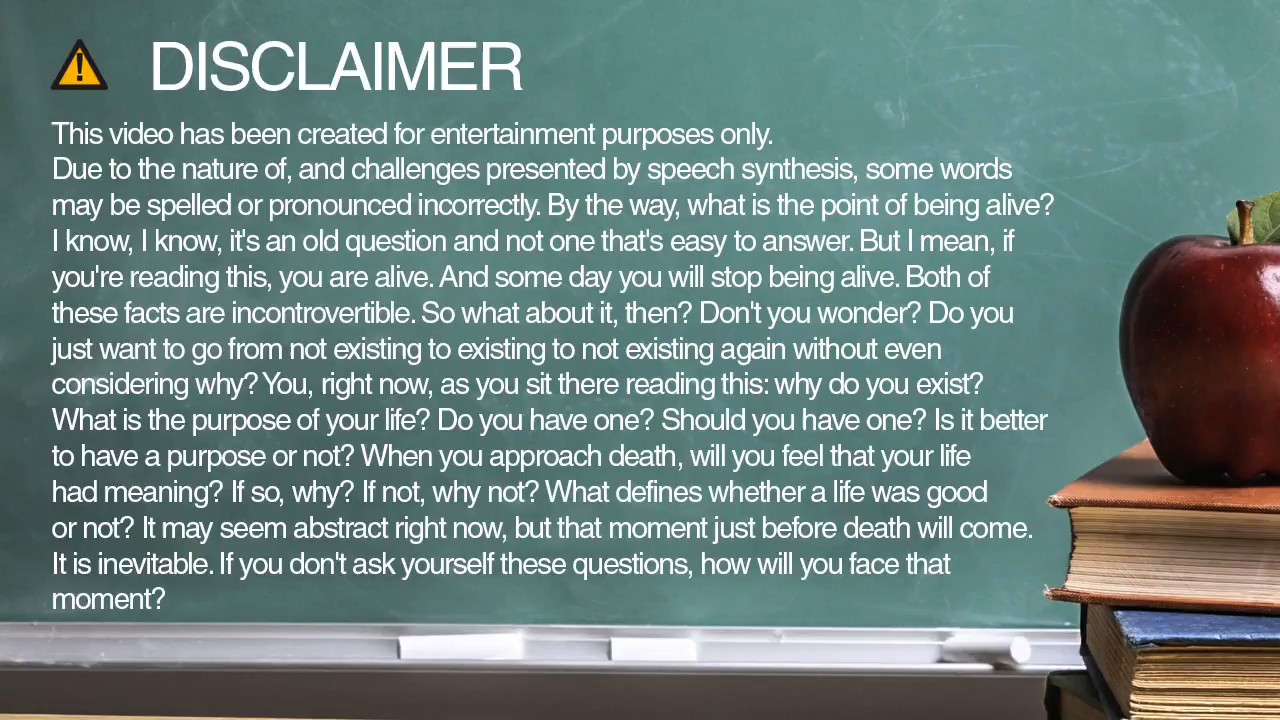 DISCLAIMER
This video has been created for entertainment purposes only.
Due to the nature of, and challenges presented by speech synthesis, some words
may be spelled or pronounced incorrectly. By the way, what is the point of being alive?
I know, I know, it's an old question and not one that's easy to answer. But I mean, if
you're reading this, you are alive. And some day you will stop being alive. Both of
these facts are incontrovertible. So what about it, then? Don't you wonder? Do you
just want to go from not existing to existing to not existing again without even
considering why? You, right now, as you sit there reading this: why do you exist?
What is the purpose of your life? Do you have one? Should you have one? Is it better
to have a purpose or not? When you approach death, will you feel that your life
had meaning? If so, why? If not, why not? What defines whether a life was good
or not? It may seem abstract right now, but that moment just before death will come.
It is inevitable. If you don't ask yourself these questions, how will you face that
moment?